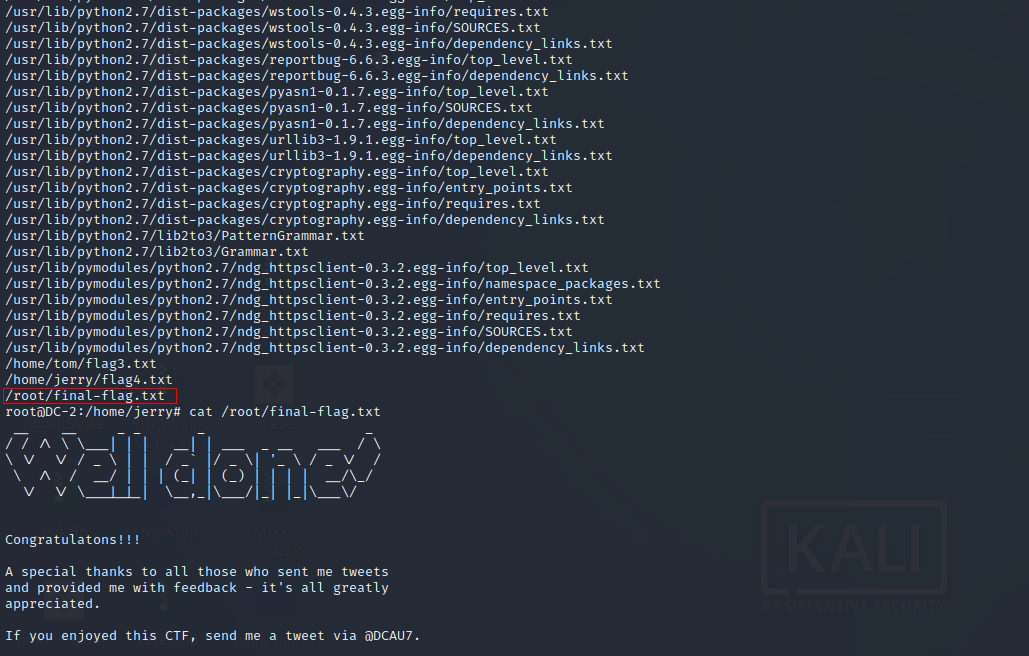 /usr/lib/python2.7/dist-packages/wstools-0.4.3.egg-info/requires.txt
/usr/lib/python2.7/dist-packages/wstools-0.4.3.egg-info/SOURCES.txt
/usr/lib/python2.7/dist-packages/wstools-0.4.3.egg-info/dependency_links.txt
/usr/lib/python2.7/dist-packages/reportbug-6.6.3.egg-info/top_level.txt
/usr/lib/python2.7/dist-packages/reportbug-6.6.3.egg-info/dependency_links.txt
/usr/lib/python2.7/dist-packages/pyasn1-0.1.7.egg-info/top_level.txt
/usr/lib/python2.7/dist-packages/pyasn1-0.1.7.egg-info/SOURCES.txt
/usr/lib/python2.7/dist-packages/pyasn1-0.1.7.egg-info/dependency_links.txt
/usr/lib/python2.7/dist-packages/urllib3-1.9.1.egg-info/top_level.txt
/usr/lib/python2.7/dist-packages/urllib3-1.9.1.egg-info/dependency_links.txt
/usr/lib/python2.7/dist-packages/cryptography.egg-info/top_level.txt
/usr/lib/python2.7/dist-packages/cryptography.egg-info/entry_points.txt
/usr/lib/python2.7/dist-packages/cryptography.egg-info/requires.txt
/usr/lib/python2.7/dist-packages/cryptography.egg-info/dependency_links.txt
/usr/lib/python2.7/lib2to3/PatternGrammar.txt
/usr/lib/python2.7/lib2to3/Grammar.txt
/usr/lib/pymodules/python2.7/ndg_httpsclient-0.3.2.egg-info/top_level.txt
/usr/lib/pymodules/python2.7/ndg_httpsclient-0.3.2.egg-info/namespace_packages.txt
/usr/lib/pymodules/python2.7/ndg_httpsclient-0.3.2.egg-info/entry_points.txt
/usr/lib/pymodules/python2.7/ndg_httpsclient-0.3.2.egg-info/requires.txt
/usr/lib/pymodules/python2.7/ndg_httpsclient-0.3.2.egg-info/SOURCES.txt
/usr/lib/pymodules/python2.7/ndg_httpsclient-0.3.2.egg-info/dependency_links.txt
/home/tom/flag3.txt
/home/jerry/flag4.txt
/root/final-flag.txt
root@DC-2:/home/jerry# cat /root/final-flag.txt
Well done!
Congratulatons!!!
A special thanks to all those who sent me tweets
and provided me with feedback - it's all greatly
appreciated.
If you enjoyed this CTF, send me a tweet via @DCAU7.
KALI
BY OFFENSIVE SECURITY